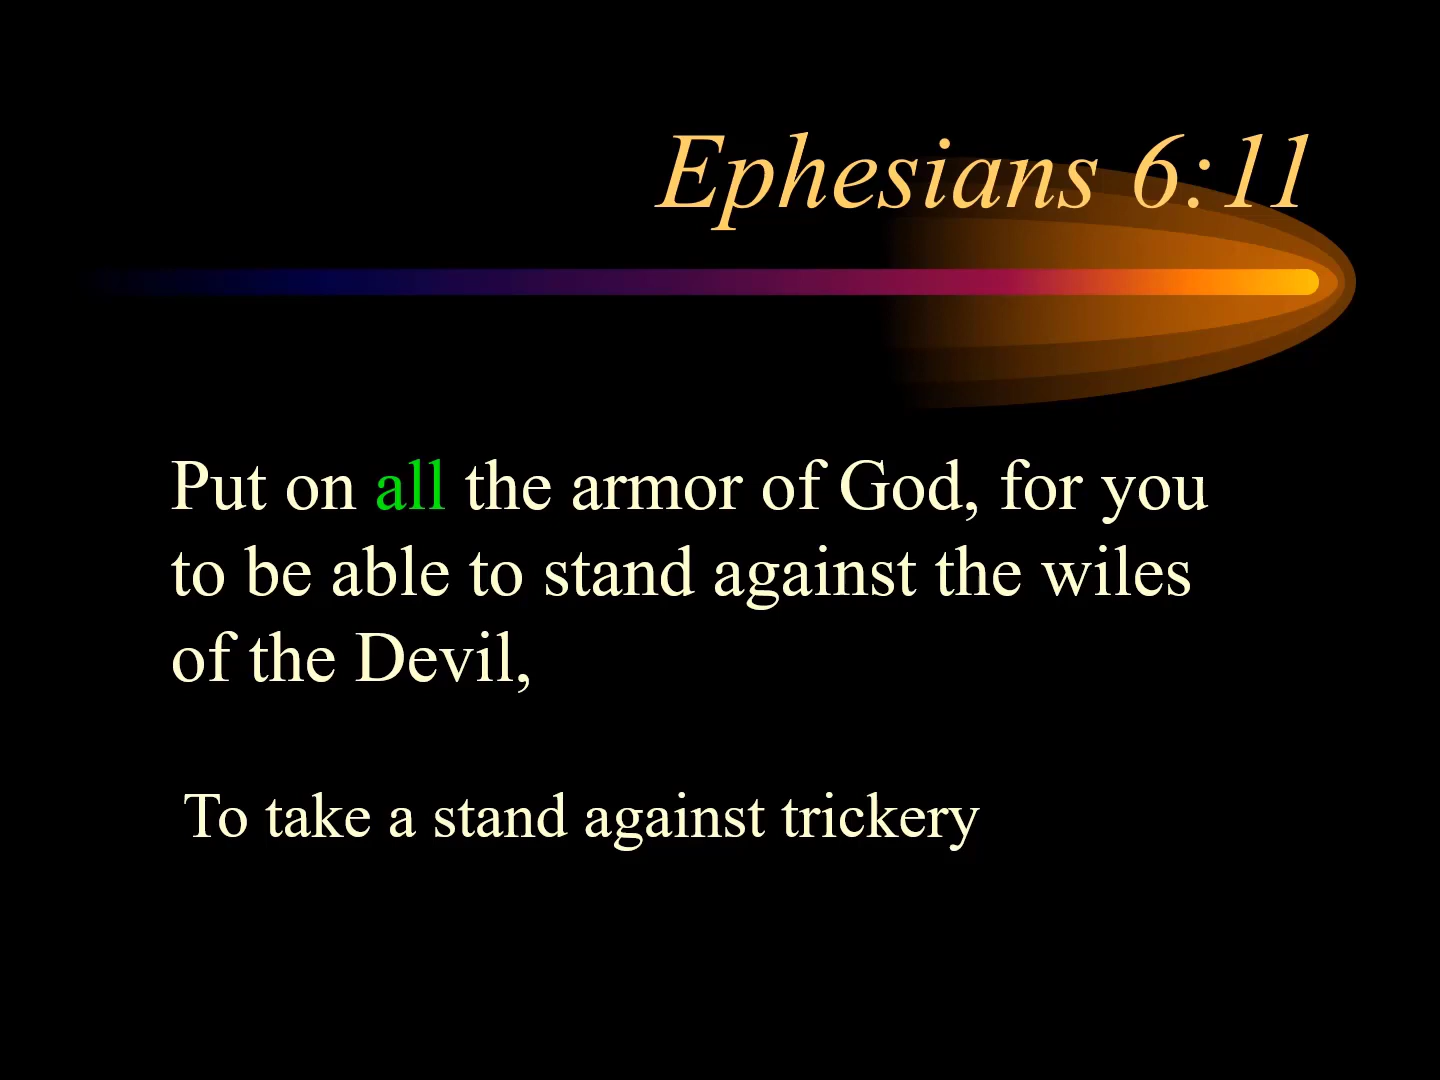 Ephesians 6:11
Put on all the armor of God, for you
to be able to stand against the wiles
of the Devil,
To take a stand against trickery